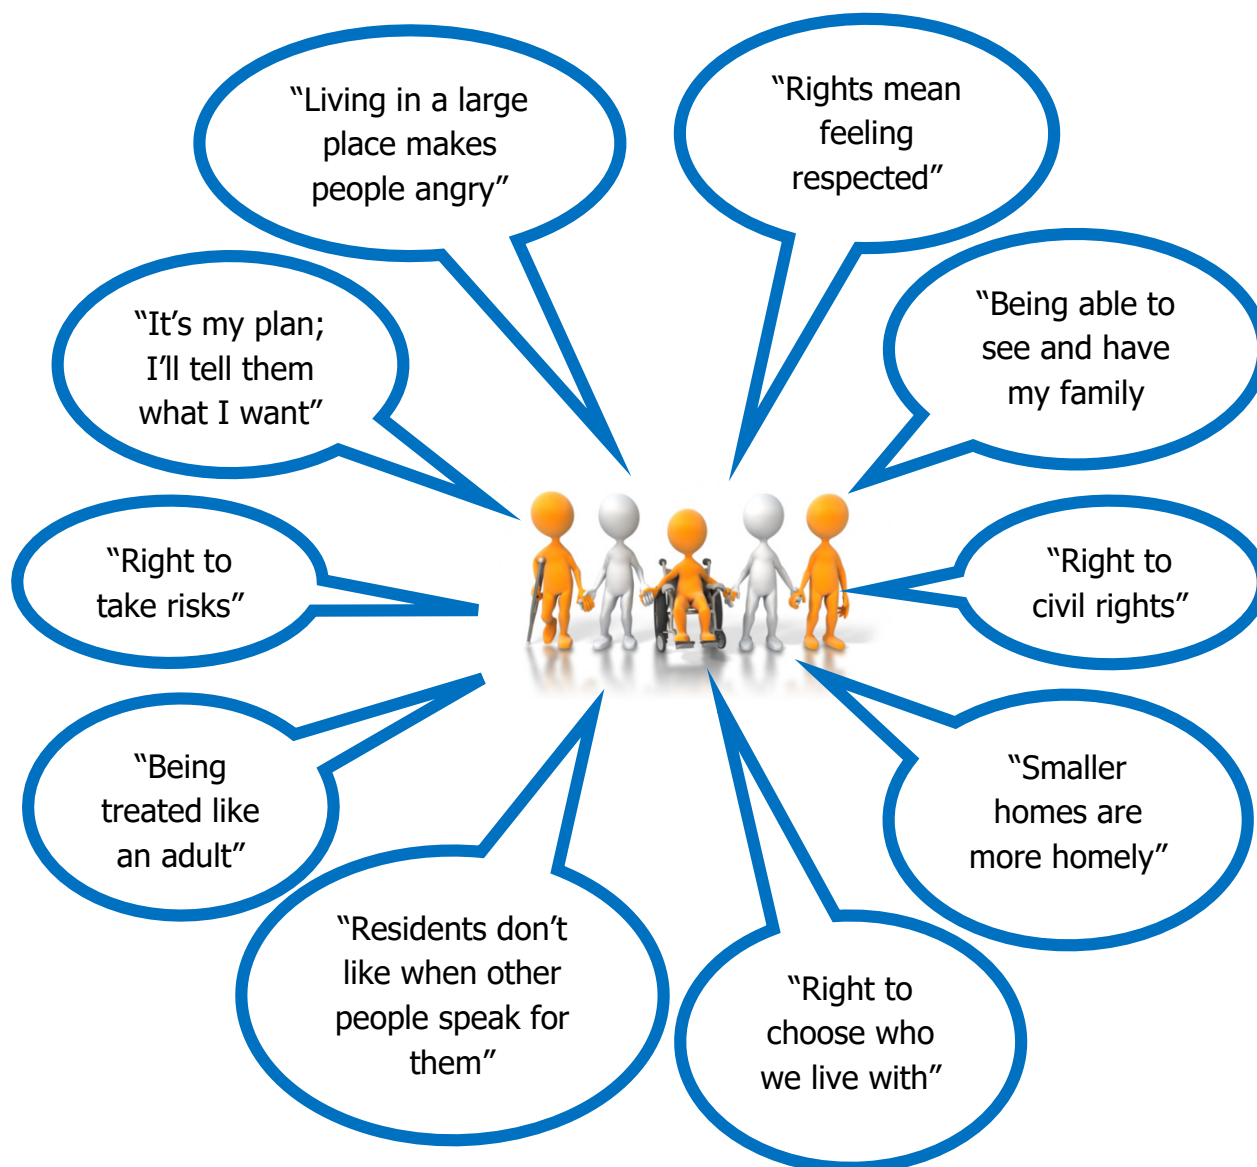 “Living in a large
place makes
people angry”
“Rights mean
feeling
respected”
“It’s my plan;
I’ll tell them
what I want”
“Being able to
see and have
my family
“Right to
take risks”
“Right to
civil rights”
“Being
treated like
an adult”
“Smaller
homes are
more homely”
“Residents don’t
like when other
people speak for
them”
“Right to
choose who
we live with”